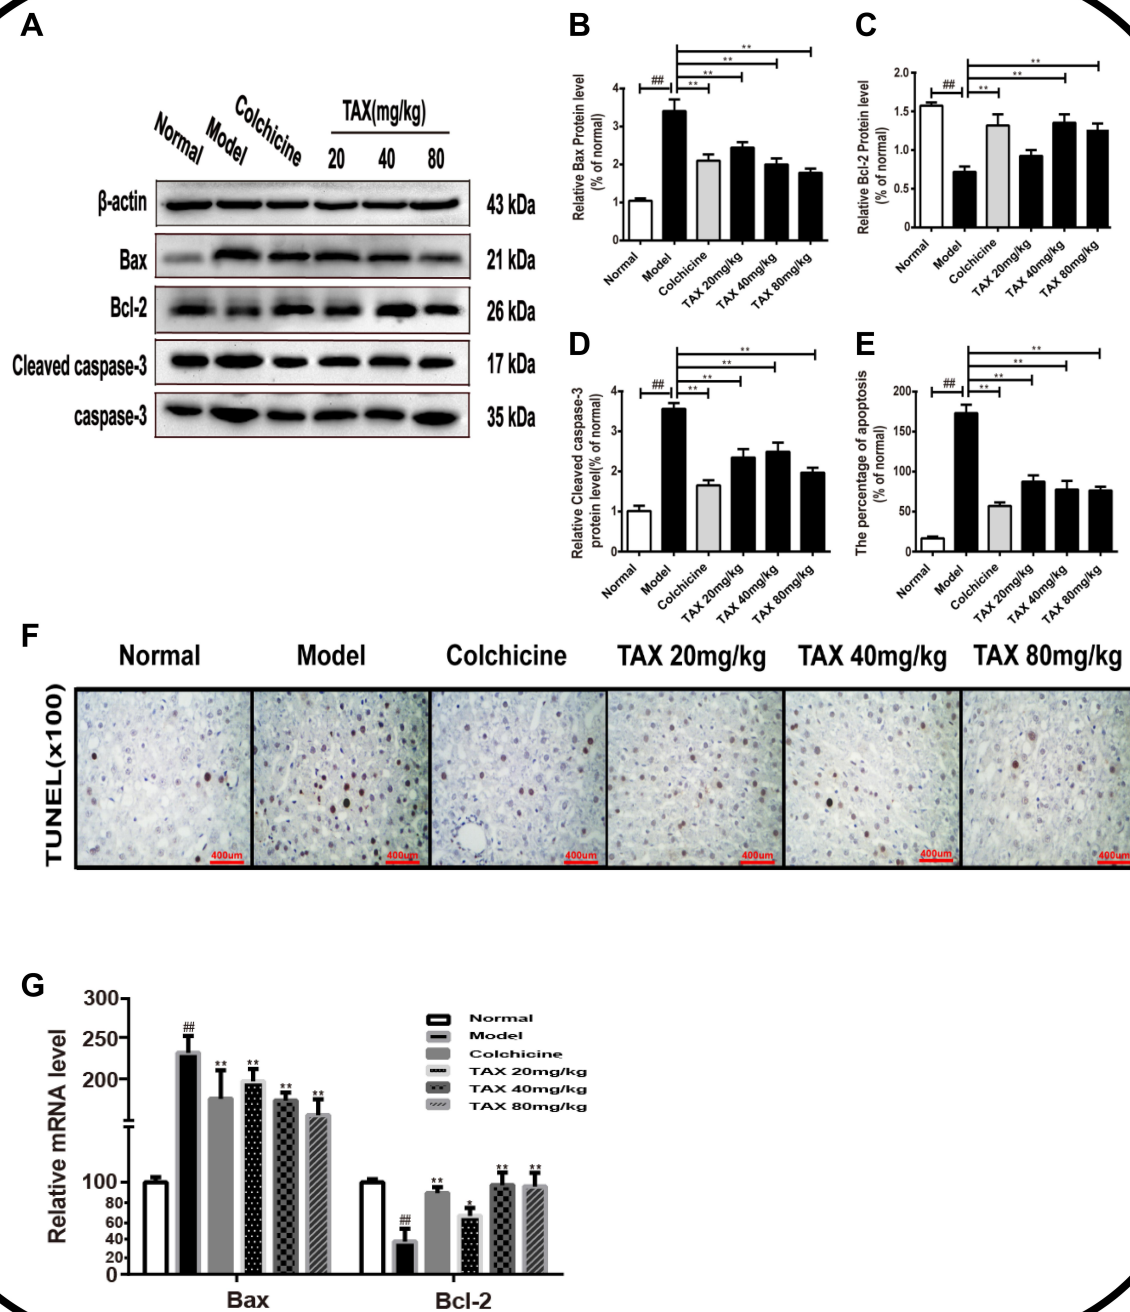 A
Normal
Model
Colchicine
TAX(mg/kg)
20 40 80
β-actin 43 kDa
Bax 21 kDa
Bcl-2 26 kDa
Cleaved caspase-3 17 kDa
caspase-3 35 kDa
B
Relative Bax Protein level
(% of normal)
4
3
2
1
0
## ** ** ** **
Normal
Model
Colchicine
TAX 20mg/kg
TAX 40mg/kg
TAX 80mg/kg
C
Relative Bcl-2 Protein level
(% of normal)
2.0
1.5
1.0
0.5
0
## ** ** **
Normal
Model
Colchicine
TAX 20mg/kg
TAX 40mg/kg
TAX 80mg/kg
D
Relative Cleaved caspase-3
protein level(% of normal)
4
3
2
1
0
## ** ** ** **
Normal
Model
Colchicine
TAX 20mg/kg
TAX 40mg/kg
TAX 80mg/kg
E
The percentage of apoptosis
(% of normal)
200
150
100
50
0
## ** ** ** **
Normal
Model
Colchicine
TAX 20mg/kg
TAX 40mg/kg
TAX 80mg/kg
F
Normal Model Colchicine TAX 20mg/kg TAX 40mg/kg TAX 80mg/kg
TUNEL(x100)
400um 400um 400um 400um 400um 400um
G
Relative mRNA level
300
250
200
100
80
60
40
20
0
## ** ** ** **
## ** * ** **
Normal
Model
Colchicine
TAX 20mg/kg
TAX 40mg/kg
TAX 80mg/kg
Bax Bcl-2